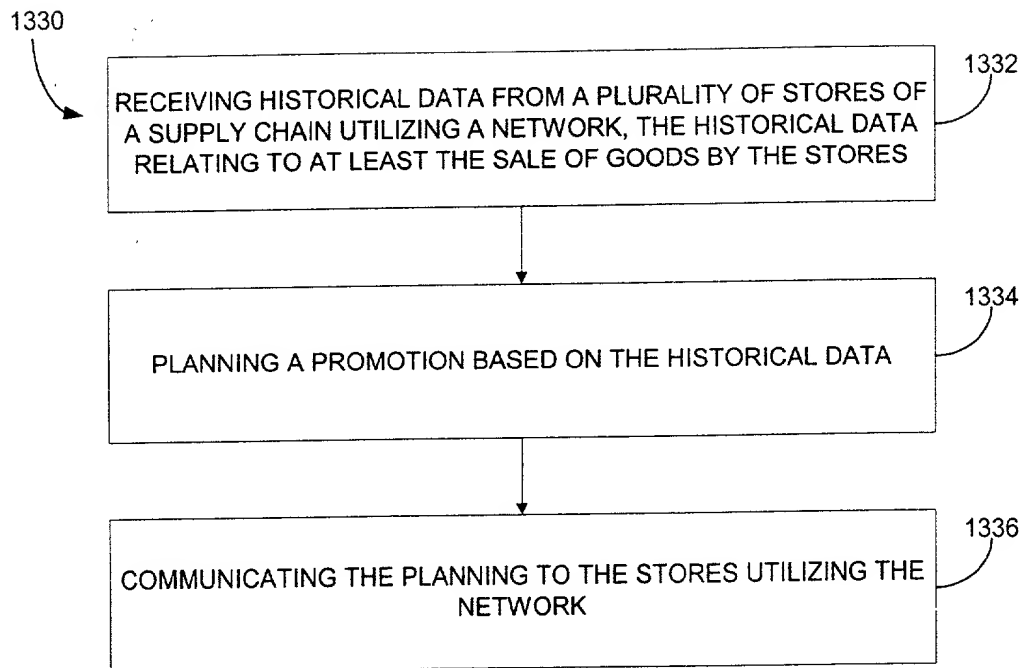 1330
1332
RECEIVING HISTORICAL DATA FROM A PLURALITY OF STORES OF
A SUPPLY CHAIN UTILIZING A NETWORK, THE HISTORICAL DATA
RELATING TO AT LEAST THE SALE OF GOODS BY THE STORES
1334
PLANNING A PROMOTION BASED ON THE HISTORICAL DATA
1336
COMMUNICATING THE PLANNING TO THE STORES UTILIZING THE
NETWORK